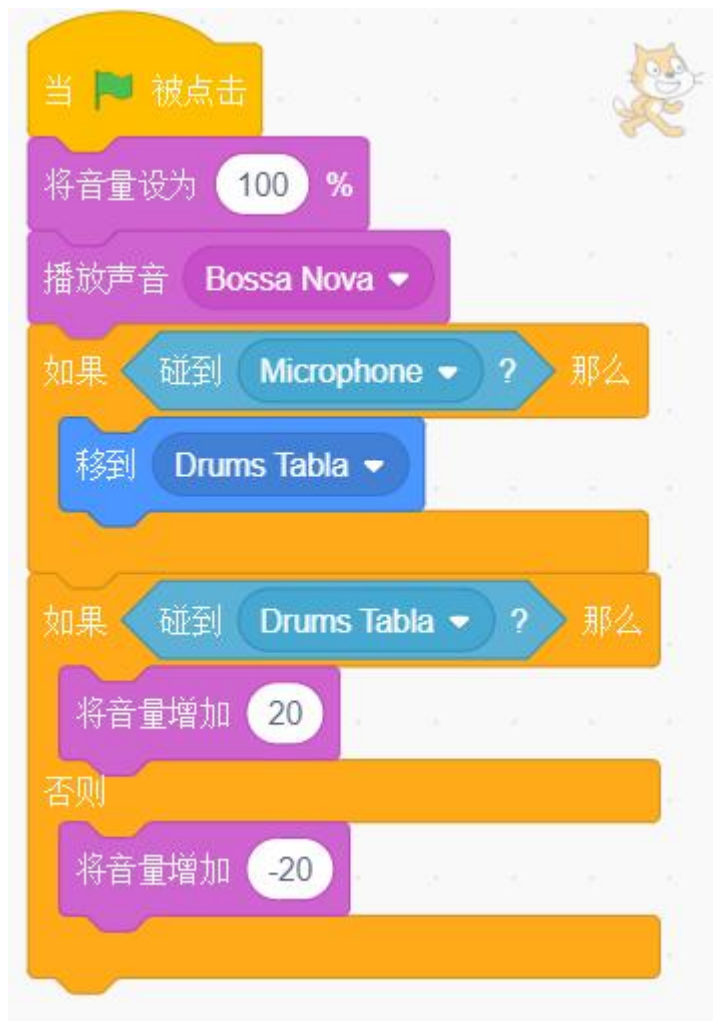 当 被点击
将音量设为 100 %
播放声音 Bossa Nova
如果 碰到 Microphone ? 那么
移到 Drums Tabla
如果 碰到 Drums Tabla ? 那么
将音量增加 20
否则
将音量增加 -20